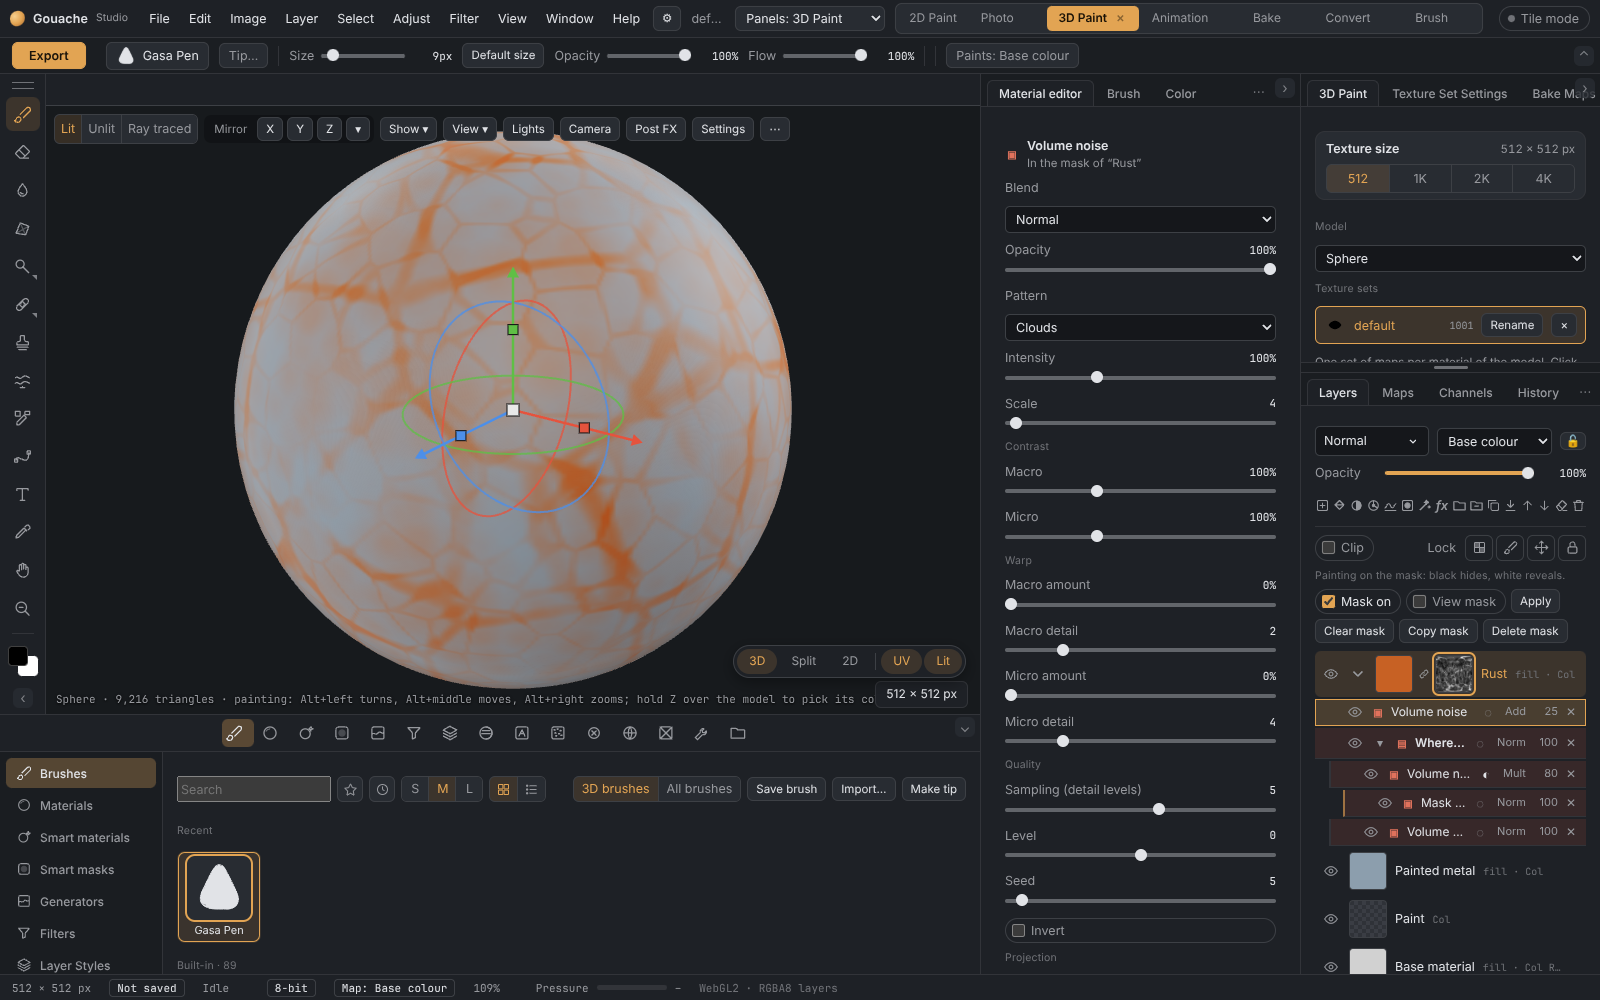 Gouache Studio File Edit Image Layer Select Adjust Filter View Window Help def... Panels: 3D Paint 2D Paint Photo 3D Paint × Animation Bake Convert Brush Tile mode
Export Gasa Pen Tip... Size 9px Default size Opacity 100% Flow 100% Paints: Base colour
Lit Unlit Ray traced Mirror X Y Z Show View Lights Camera Post FX Settings ...
3D Split 2D UV Lit
Sphere · 9,216 triangles · painting: Alt+left turns, Alt+middle moves, Alt+right zooms; hold Z over the model to pick its co
512 × 512 px
Brushes
Materials
Smart materials
Smart masks
Generators
Filters
Layer Styles
Search S M L 3D brushes All brushes Save brush Import... Make tip
Recent
Gasa Pen
Built-in · 89
Material editor Brush Color ...
Volume noise
In the mask of “Rust”
Blend
Normal
Opacity 100%
Pattern
Clouds
Intensity 100%
Scale 4
Contrast
Macro 100%
Micro 100%
Warp
Macro amount 0%
Macro detail 2
Micro amount 0%
Micro detail 4
Quality
Sampling (detail levels) 5
Level 0
Seed 5
Invert
Projection
3D Paint Texture Set Settings Bake Maps
Texture size 512 × 512 px
512 1K 2K 4K
Model
Sphere
Texture sets
default 1001 Rename ×
One set of maps per material of the model. Click
Layers Maps Channels History ...
Normal Base colour
Opacity 100%
fx
Clip Lock
Painting on the mask: black hides, white reveals.
Mask on View mask Apply
Clear mask Copy mask Delete mask
Rust fill · Col
Volume noise Add 25 ×
Where... Norm 100 ×
Volume n... Mult 80 ×
Mask ... Norm 100 ×
Volume ... Norm 100 ×
Painted metal fill · Col
Paint Col
Base material fill · Col R…
512 × 512 px Not saved Idle 8-bit Map: Base colour 109% Pressure – WebGL2 · RGBA8 layers